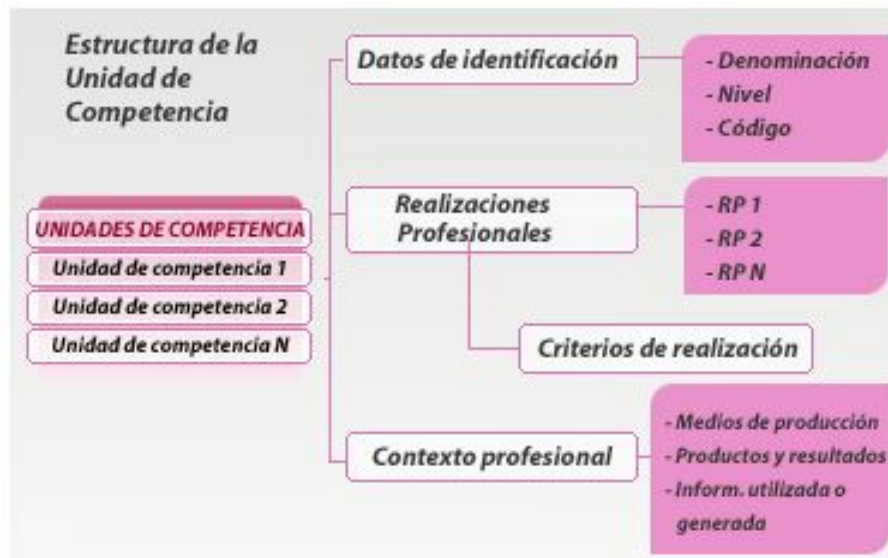 Estructura de la
Unidad de
Competencia
UNIDADES DE COMPETENCIA
Unidad de competencia 1
Unidad de competencia 2
Unidad de competencia N
Datos de identificación
- Denominación
- Nivel
- Código
Realizaciones
Profesionales
- RP 1
- RP 2
- RP N
Criterios de realización
Contexto profesional
- Medios de producción
- Productos y resultados
- Inform. utilizada o
generada